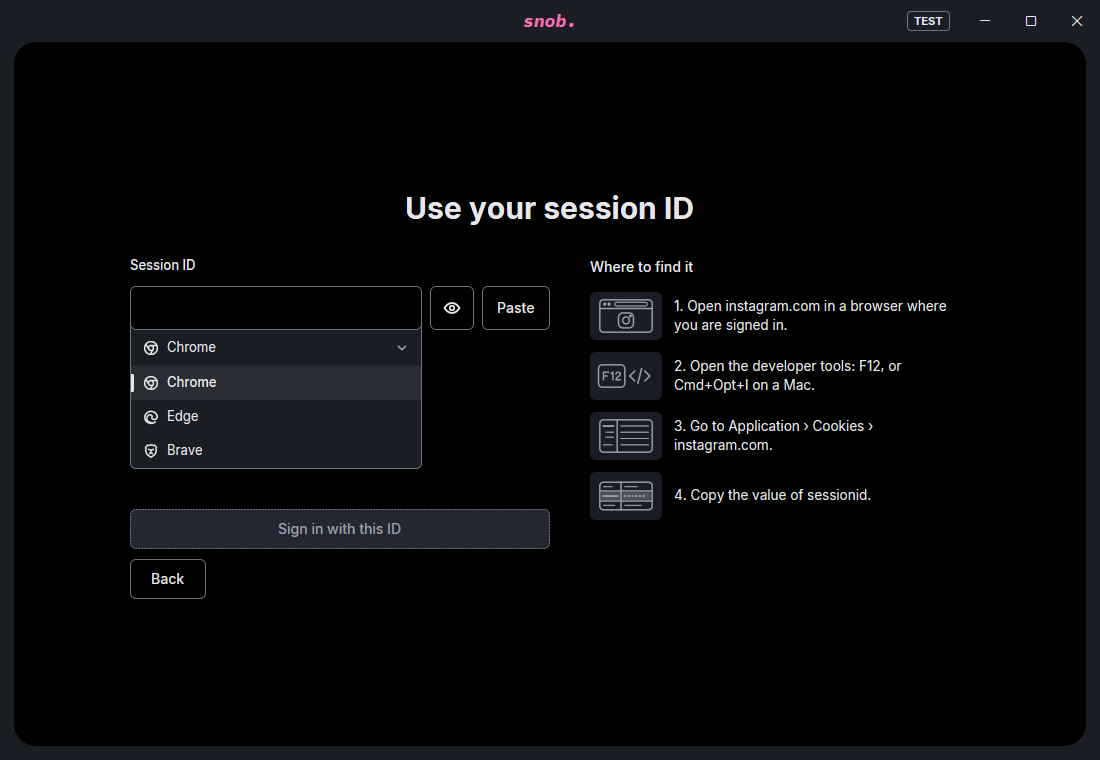 snob.
TEST
Use your session ID
Session ID
Paste
Chrome
Chrome
Edge
Brave
Sign in with this ID
Back
Where to find it
1. Open instagram.com in a browser where
you are signed in.
F12 </>
2. Open the developer tools: F12, or
Cmd+Opt+I on a Mac.
3. Go to Application › Cookies ›
instagram.com.
4. Copy the value of sessionid.